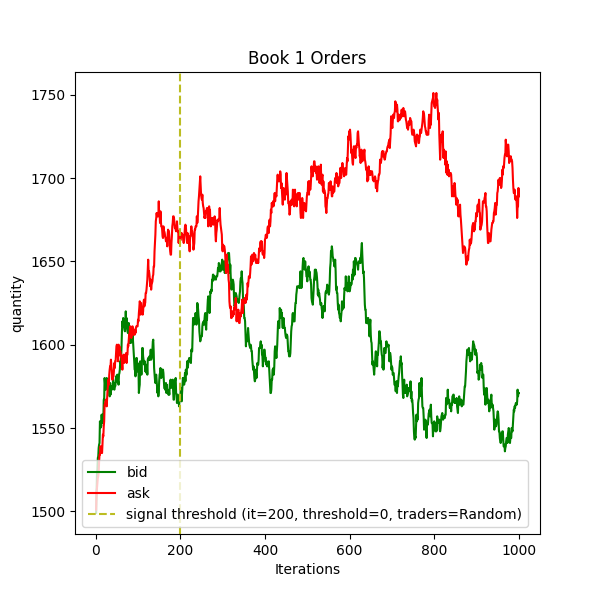 Book 1 Orders
quantity
1750
1700
1650
1600
1550
1500
bid
ask
signal threshold (it=200, threshold=0, traders=Random)
0 200 400 600 800 1000
Iterations